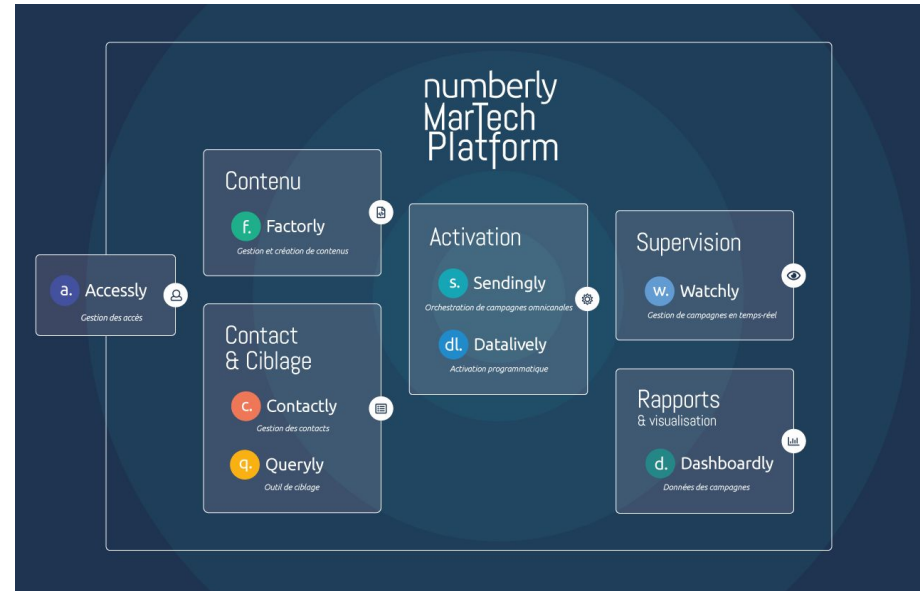 numberly
MarTech
Platform
a. Accessly
Gestion des accès
Contenu
f. Factorly
Gestion et création de contenus
Contact
& Ciblage
c. Contactly
Gestion des contacts
q. Queryly
Outil de ciblage
Activation
s. Sendingly
Orchestration de campagnes omnicanales
dl. Datalively
Activation programmatique
Supervision
w. Watchly
Gestion de campagnes en temps-réel
Rapports
& visualisation
d. Dashboardly
Données des campagnes